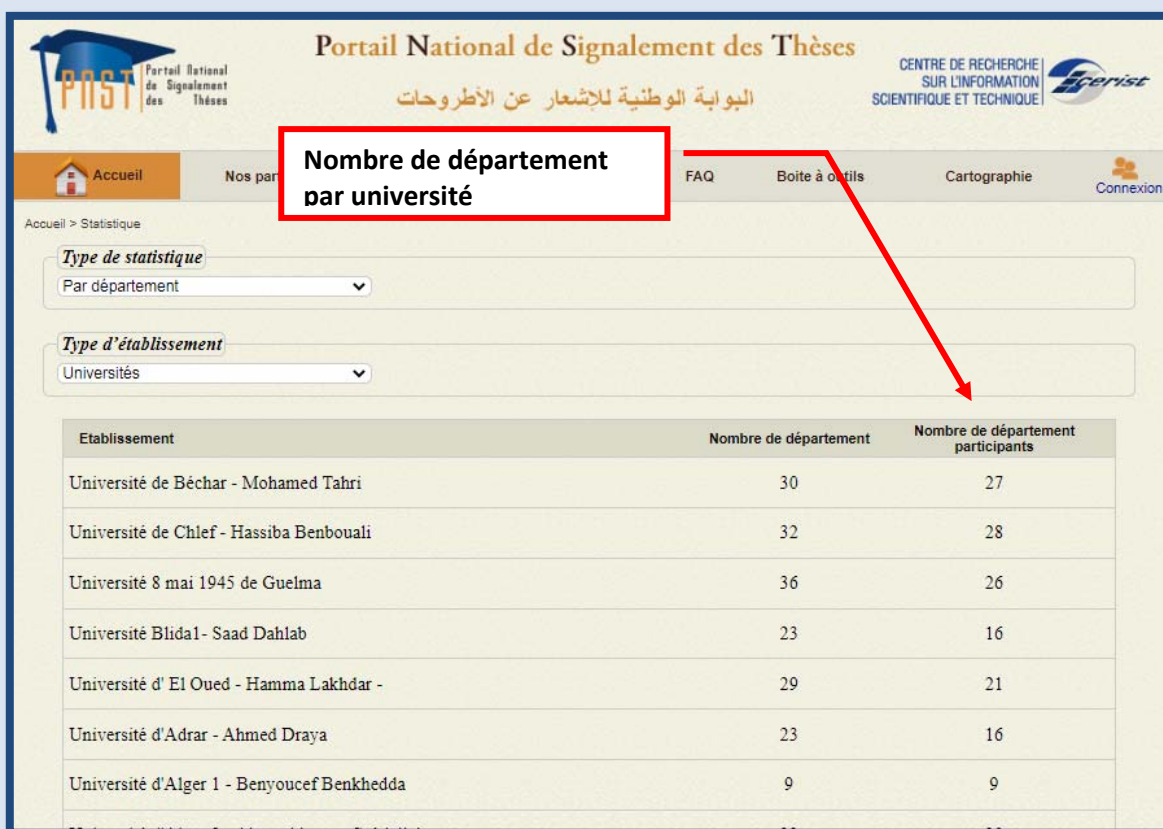 Portail National de Signalement des Thèses
PNST
Portail National
de Signalement
des Thèses
البوابة الوطنية للإشعار عن الأطروحات
CENTRE DE RECHERCHE
SUR L'INFORMATION
SCIENTIFIQUE ET TECHNIQUE
cerist
Nombre de département
par université
Accueil
Nos part
FAQ
Boite à outils
Cartographie
Connexion
Accueil > Statistique
Type de statistique
Par département
Type d'établissement
Universités
Etablissement Nombre de département Nombre de département participants
Université de Béchar - Mohamed Tahri 30 27
Université de Chlef - Hassiba Benbouali 32 28
Université 8 mai 1945 de Guelma 36 26
Université Blida1- Saad Dahlab 23 16
Université d' El Oued - Hamma Lakhdar - 29 21
Université d'Adrar - Ahmed Draya 23 16
Université d'Alger 1 - Benyoucef Benkhedda 9 9